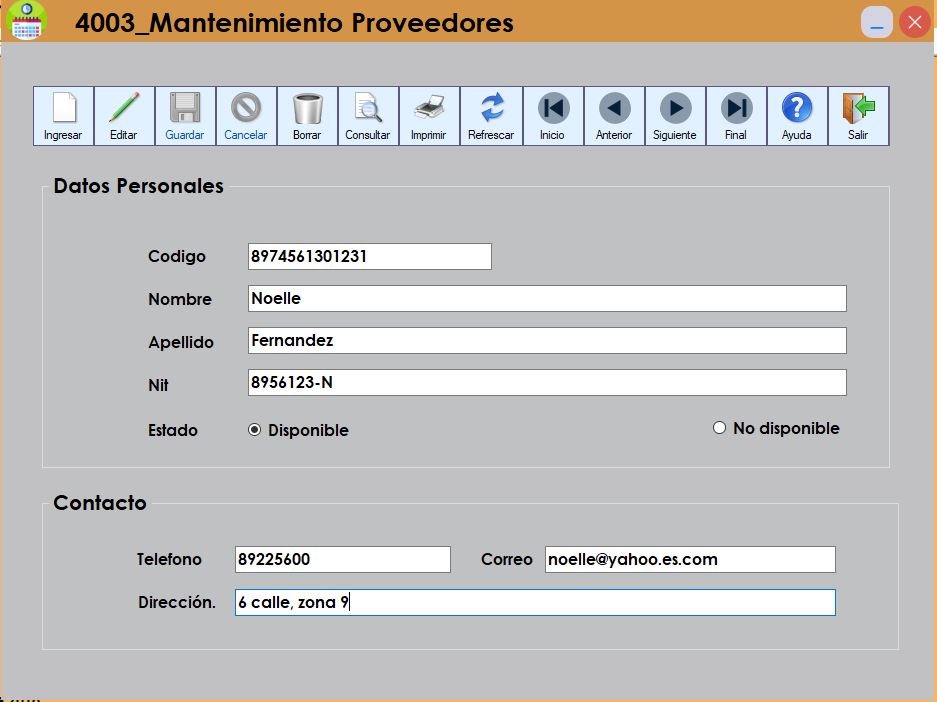 4003_Mantenimiento Proveedores
Ingresar Editar Guardar Cancelar Borrar Consultar Imprimir Refrescar Inicio Anterior Siguiente Final Ayuda Salir
Datos Personales
Codigo 8974561301231
Nombre Noelle
Apellido Fernandez
Nit 8956123-N
Estado Disponible No disponible
Contacto
Telefono 89225600 Correo noelle@yahoo.es.com
Dirección. 6 calle, zona 9